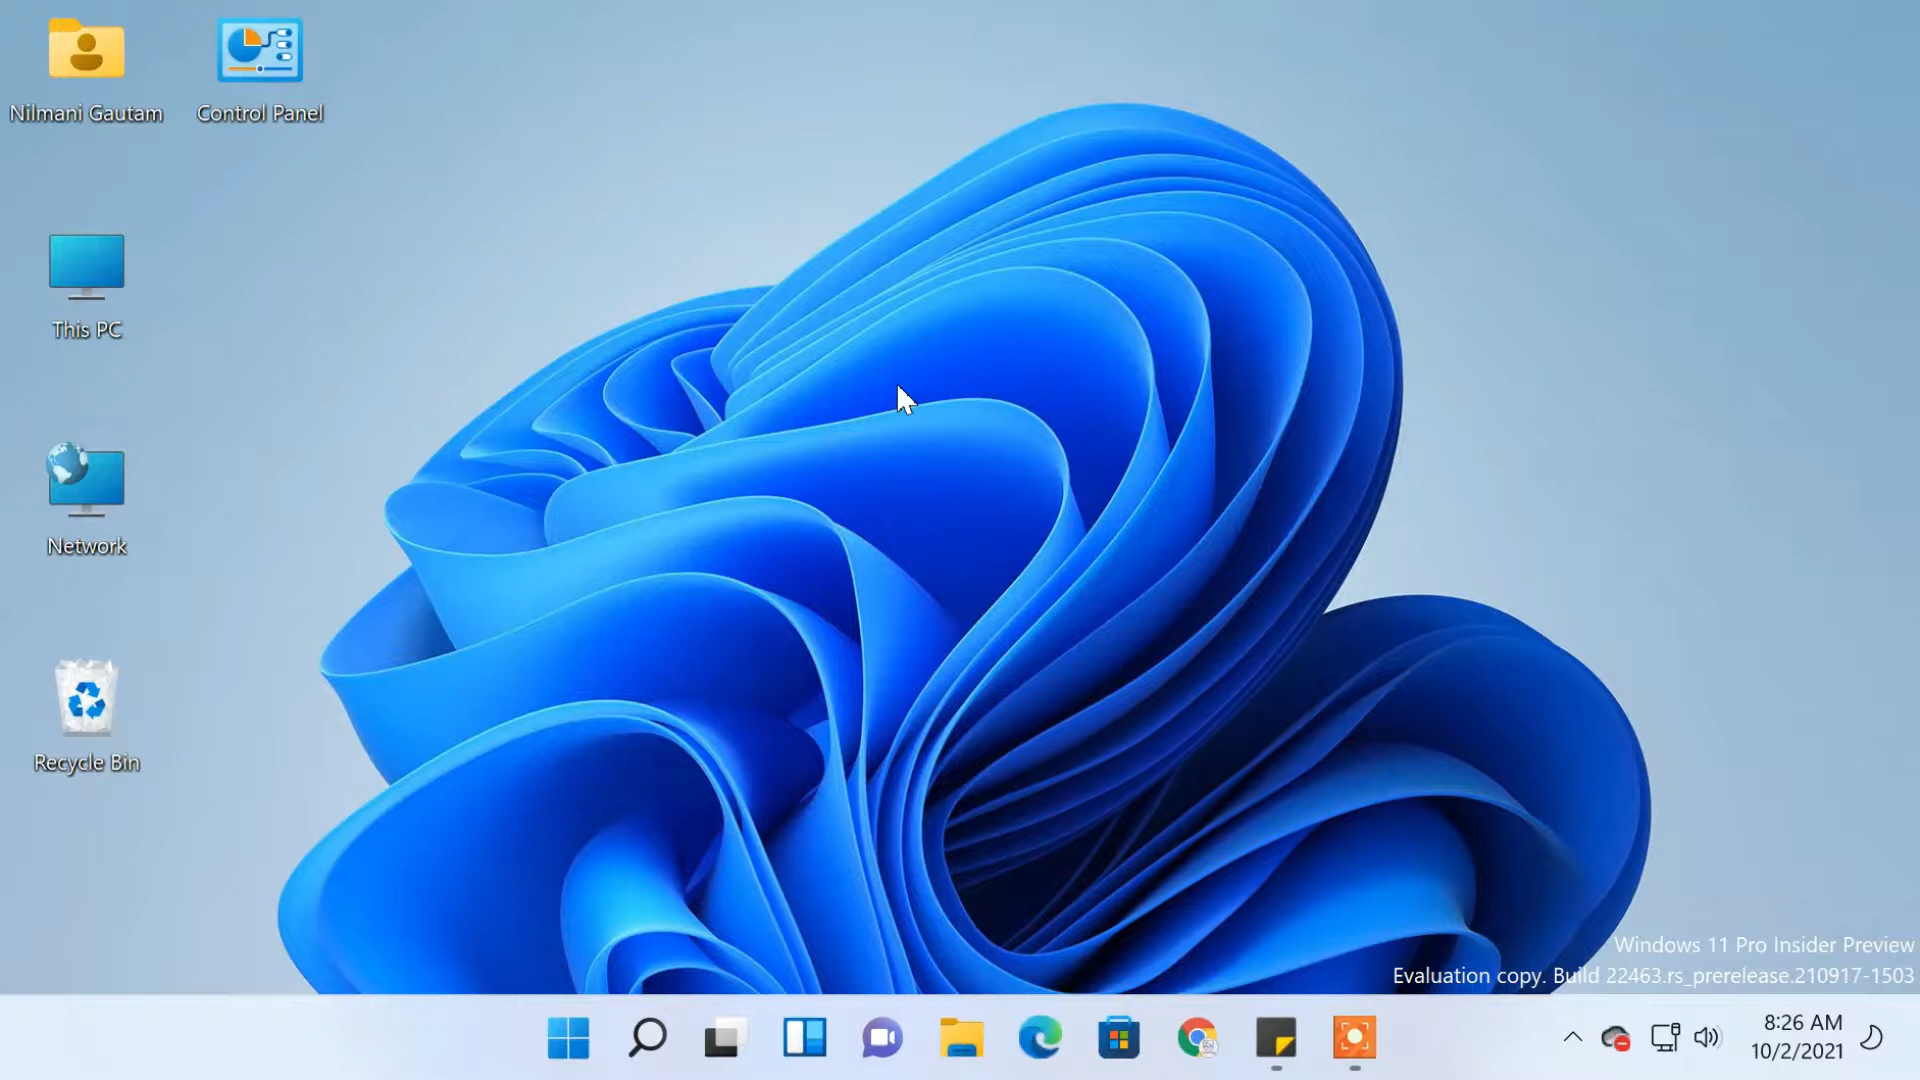 Nilmani Gautam
Control Panel
This PC
Network
Recycle Bin
Windows 11 Pro Insider Preview
Evaluation copy. Build 22463.rs_prerelease.210917-1503
8:26 AM
10/2/2021